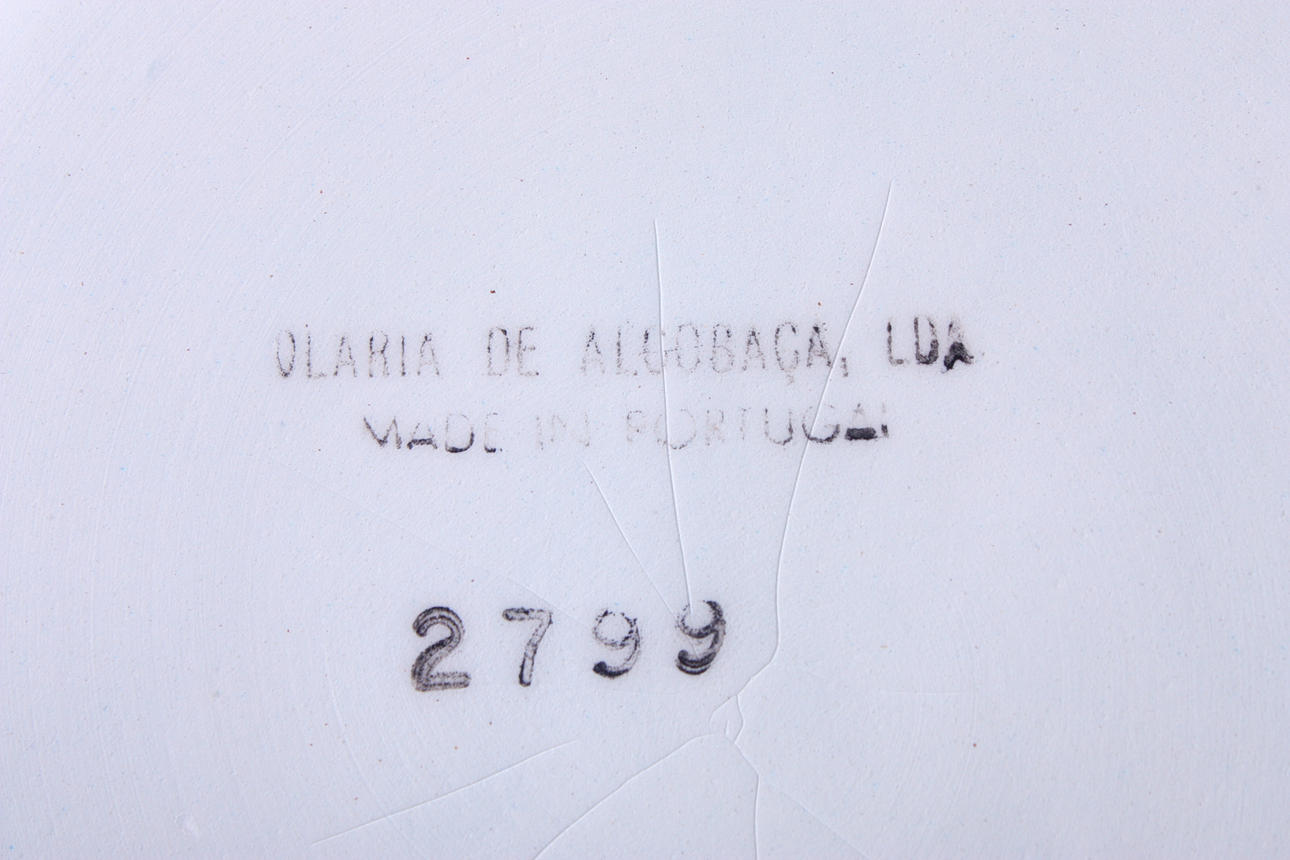 OLARIA DE ALCOBAÇA, LDA
MADE IN PORTUGAL
2799